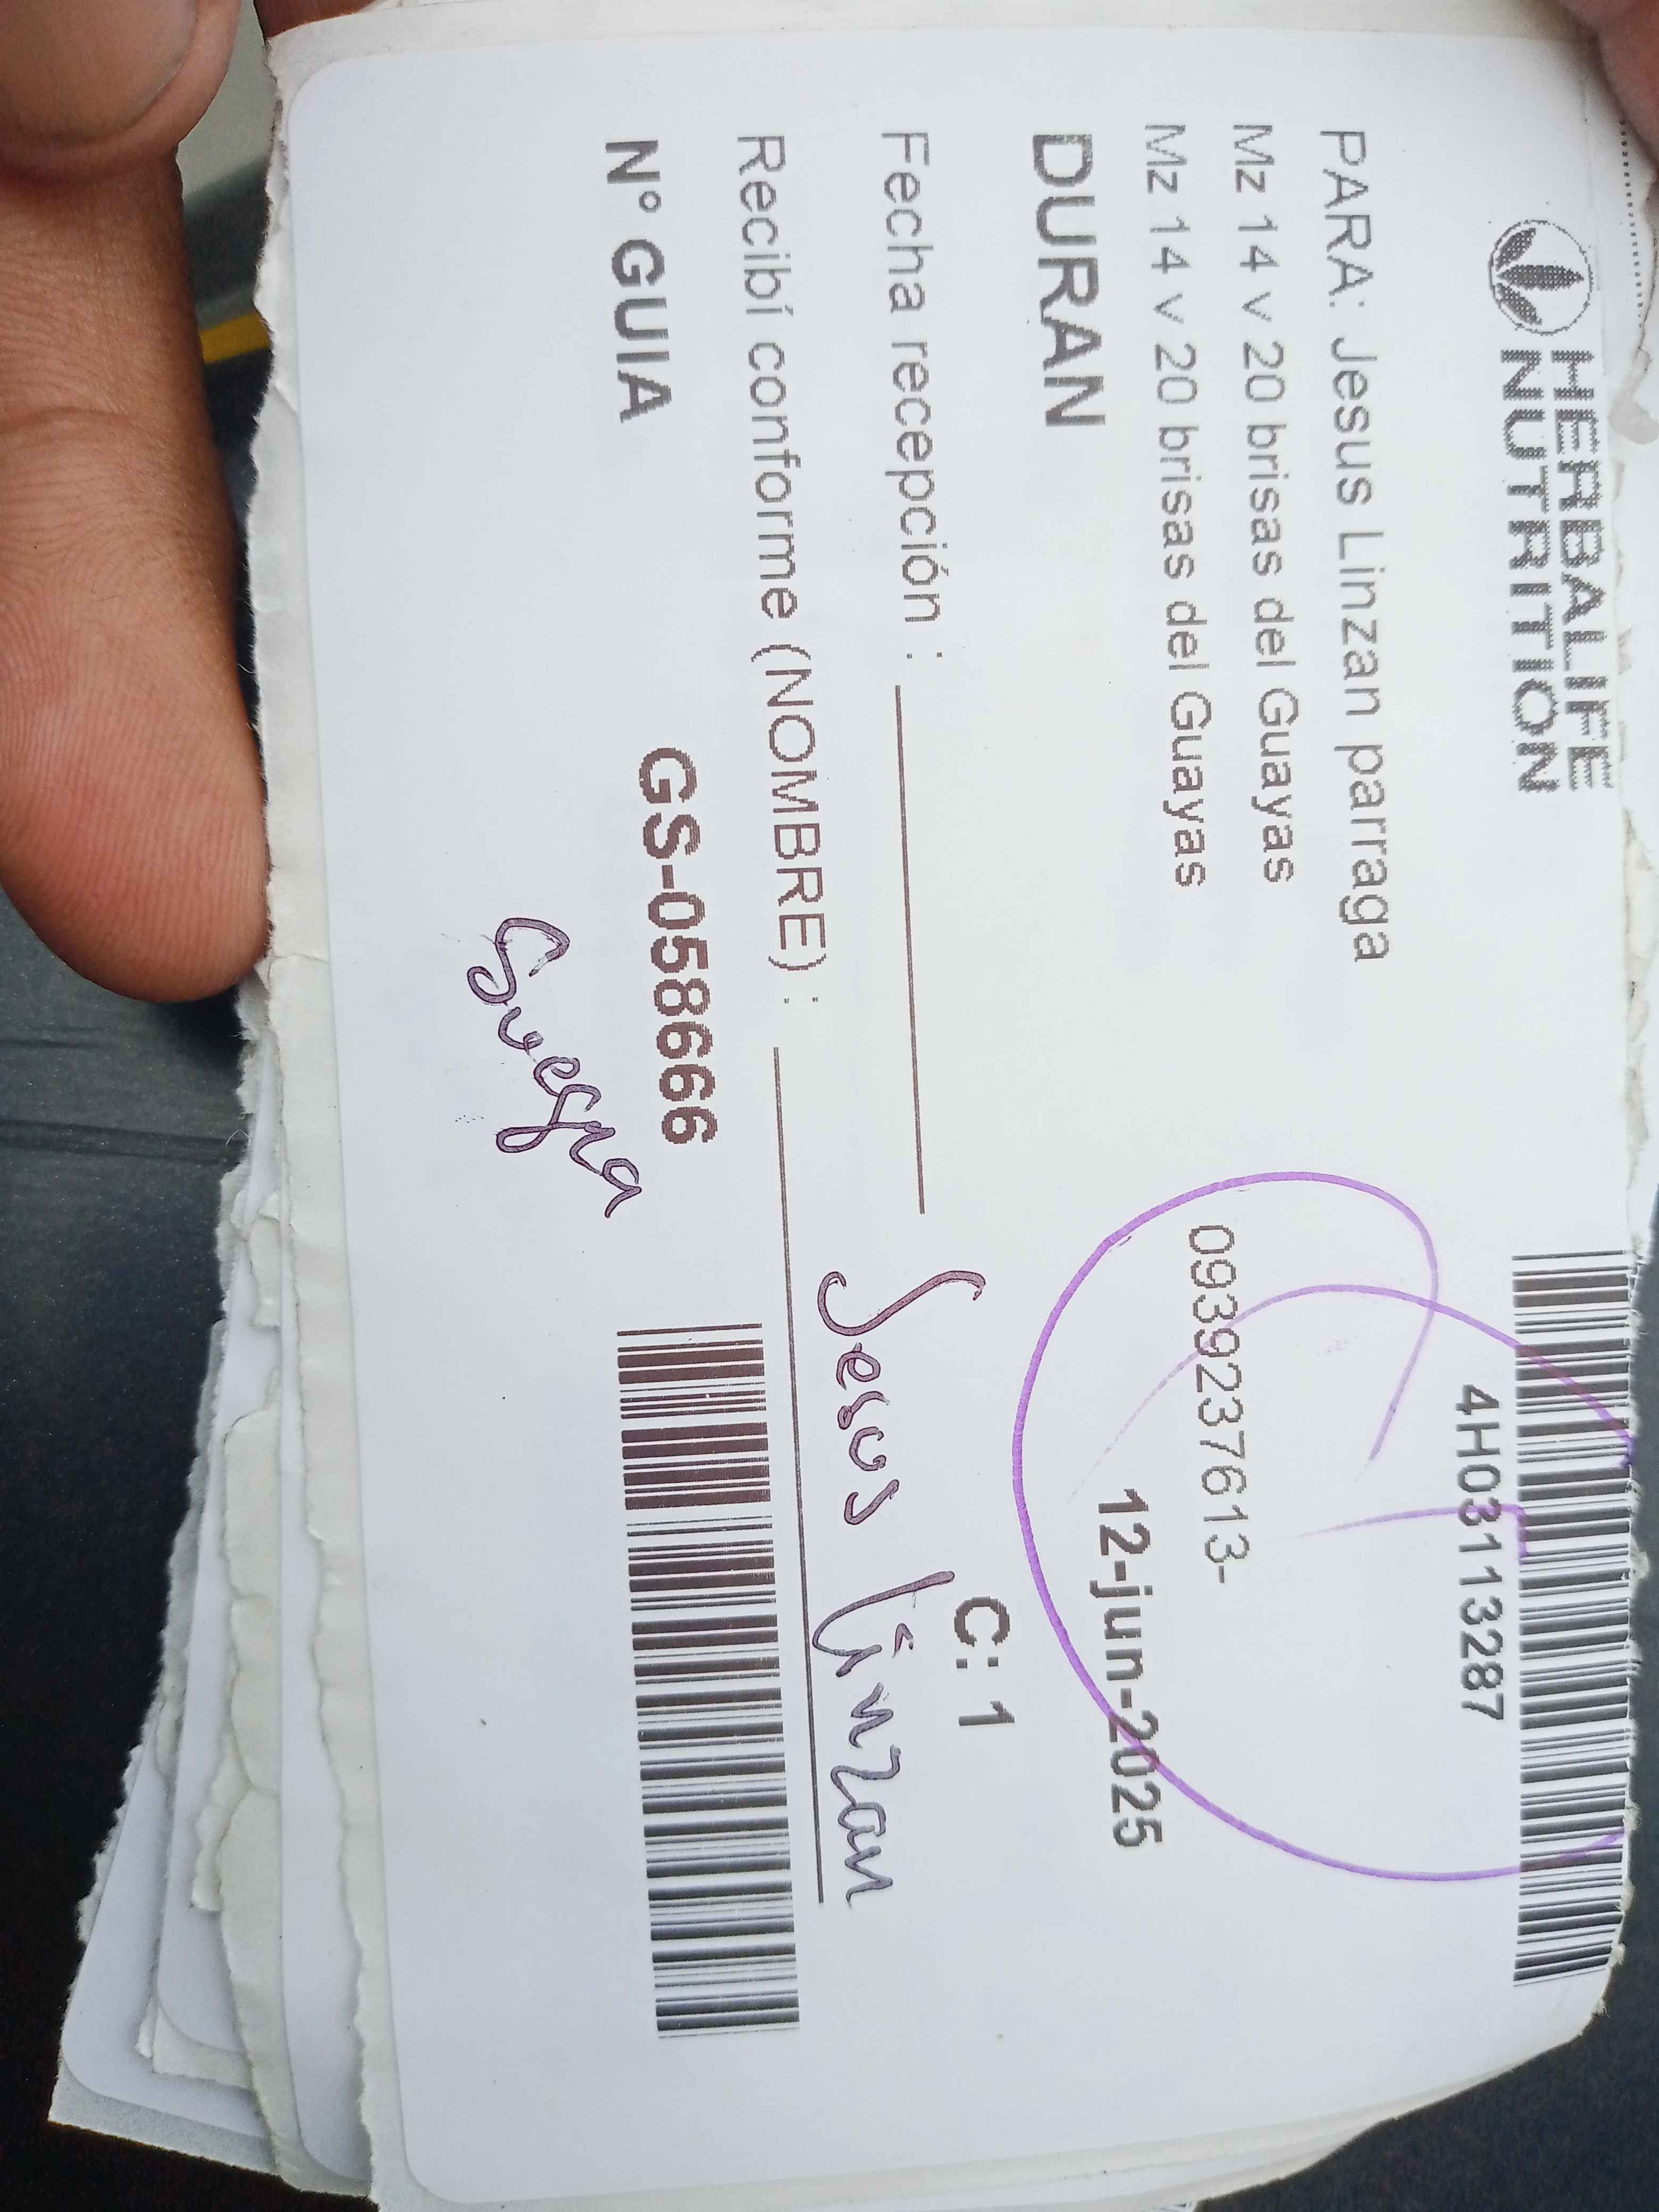 HERBALIFE
NUTRITION
4H03113287
PARA: Jesus Linzan parraga
Mz 14 v 20 brisas del Guayas
Mz 14 v 20 brisas del Guayas
0939237613-
DURAN
12-jun-2025
C: 1
Fecha recepción :
Jesus Linzan
Recibí conforme (NOMBRE) :
N° GUIA
GS-058666
Suegra